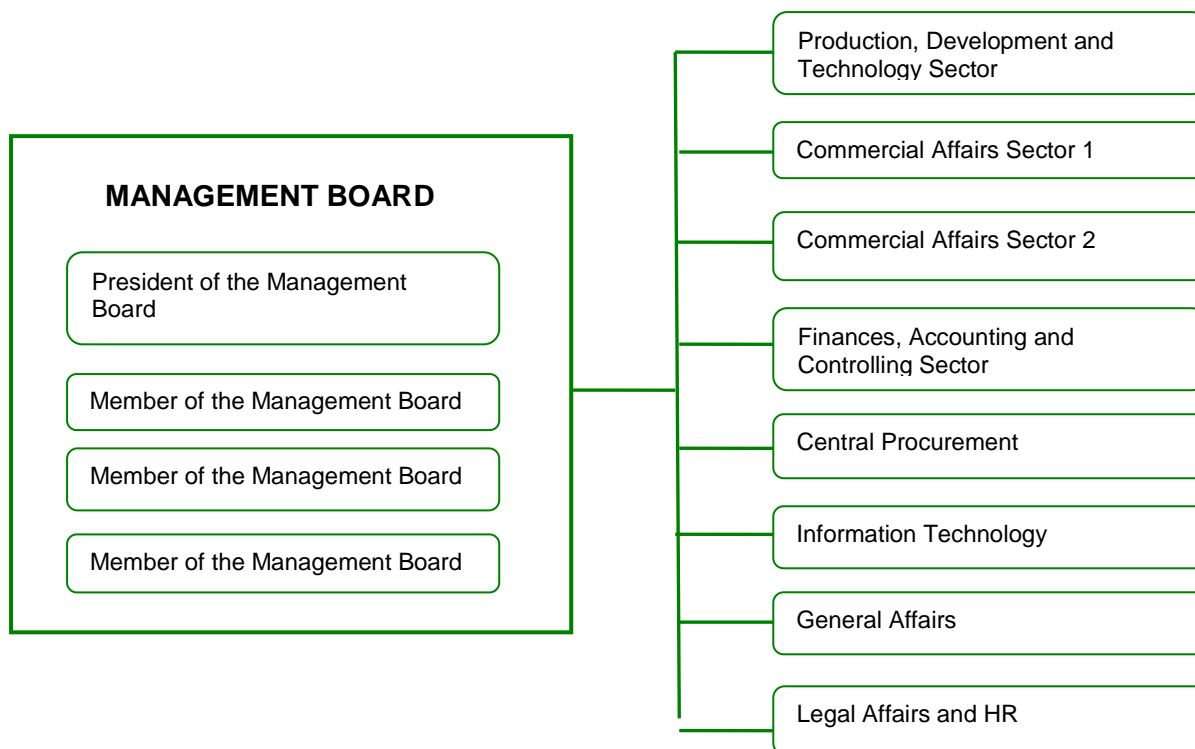 MANAGEMENT BOARD
President of the Management
Board
Member of the Management Board
Member of the Management Board
Member of the Management Board
Production, Development and
Technology Sector
Commercial Affairs Sector 1
Commercial Affairs Sector 2
Finances, Accounting and
Controlling Sector
Central Procurement
Information Technology
General Affairs
Legal Affairs and HR